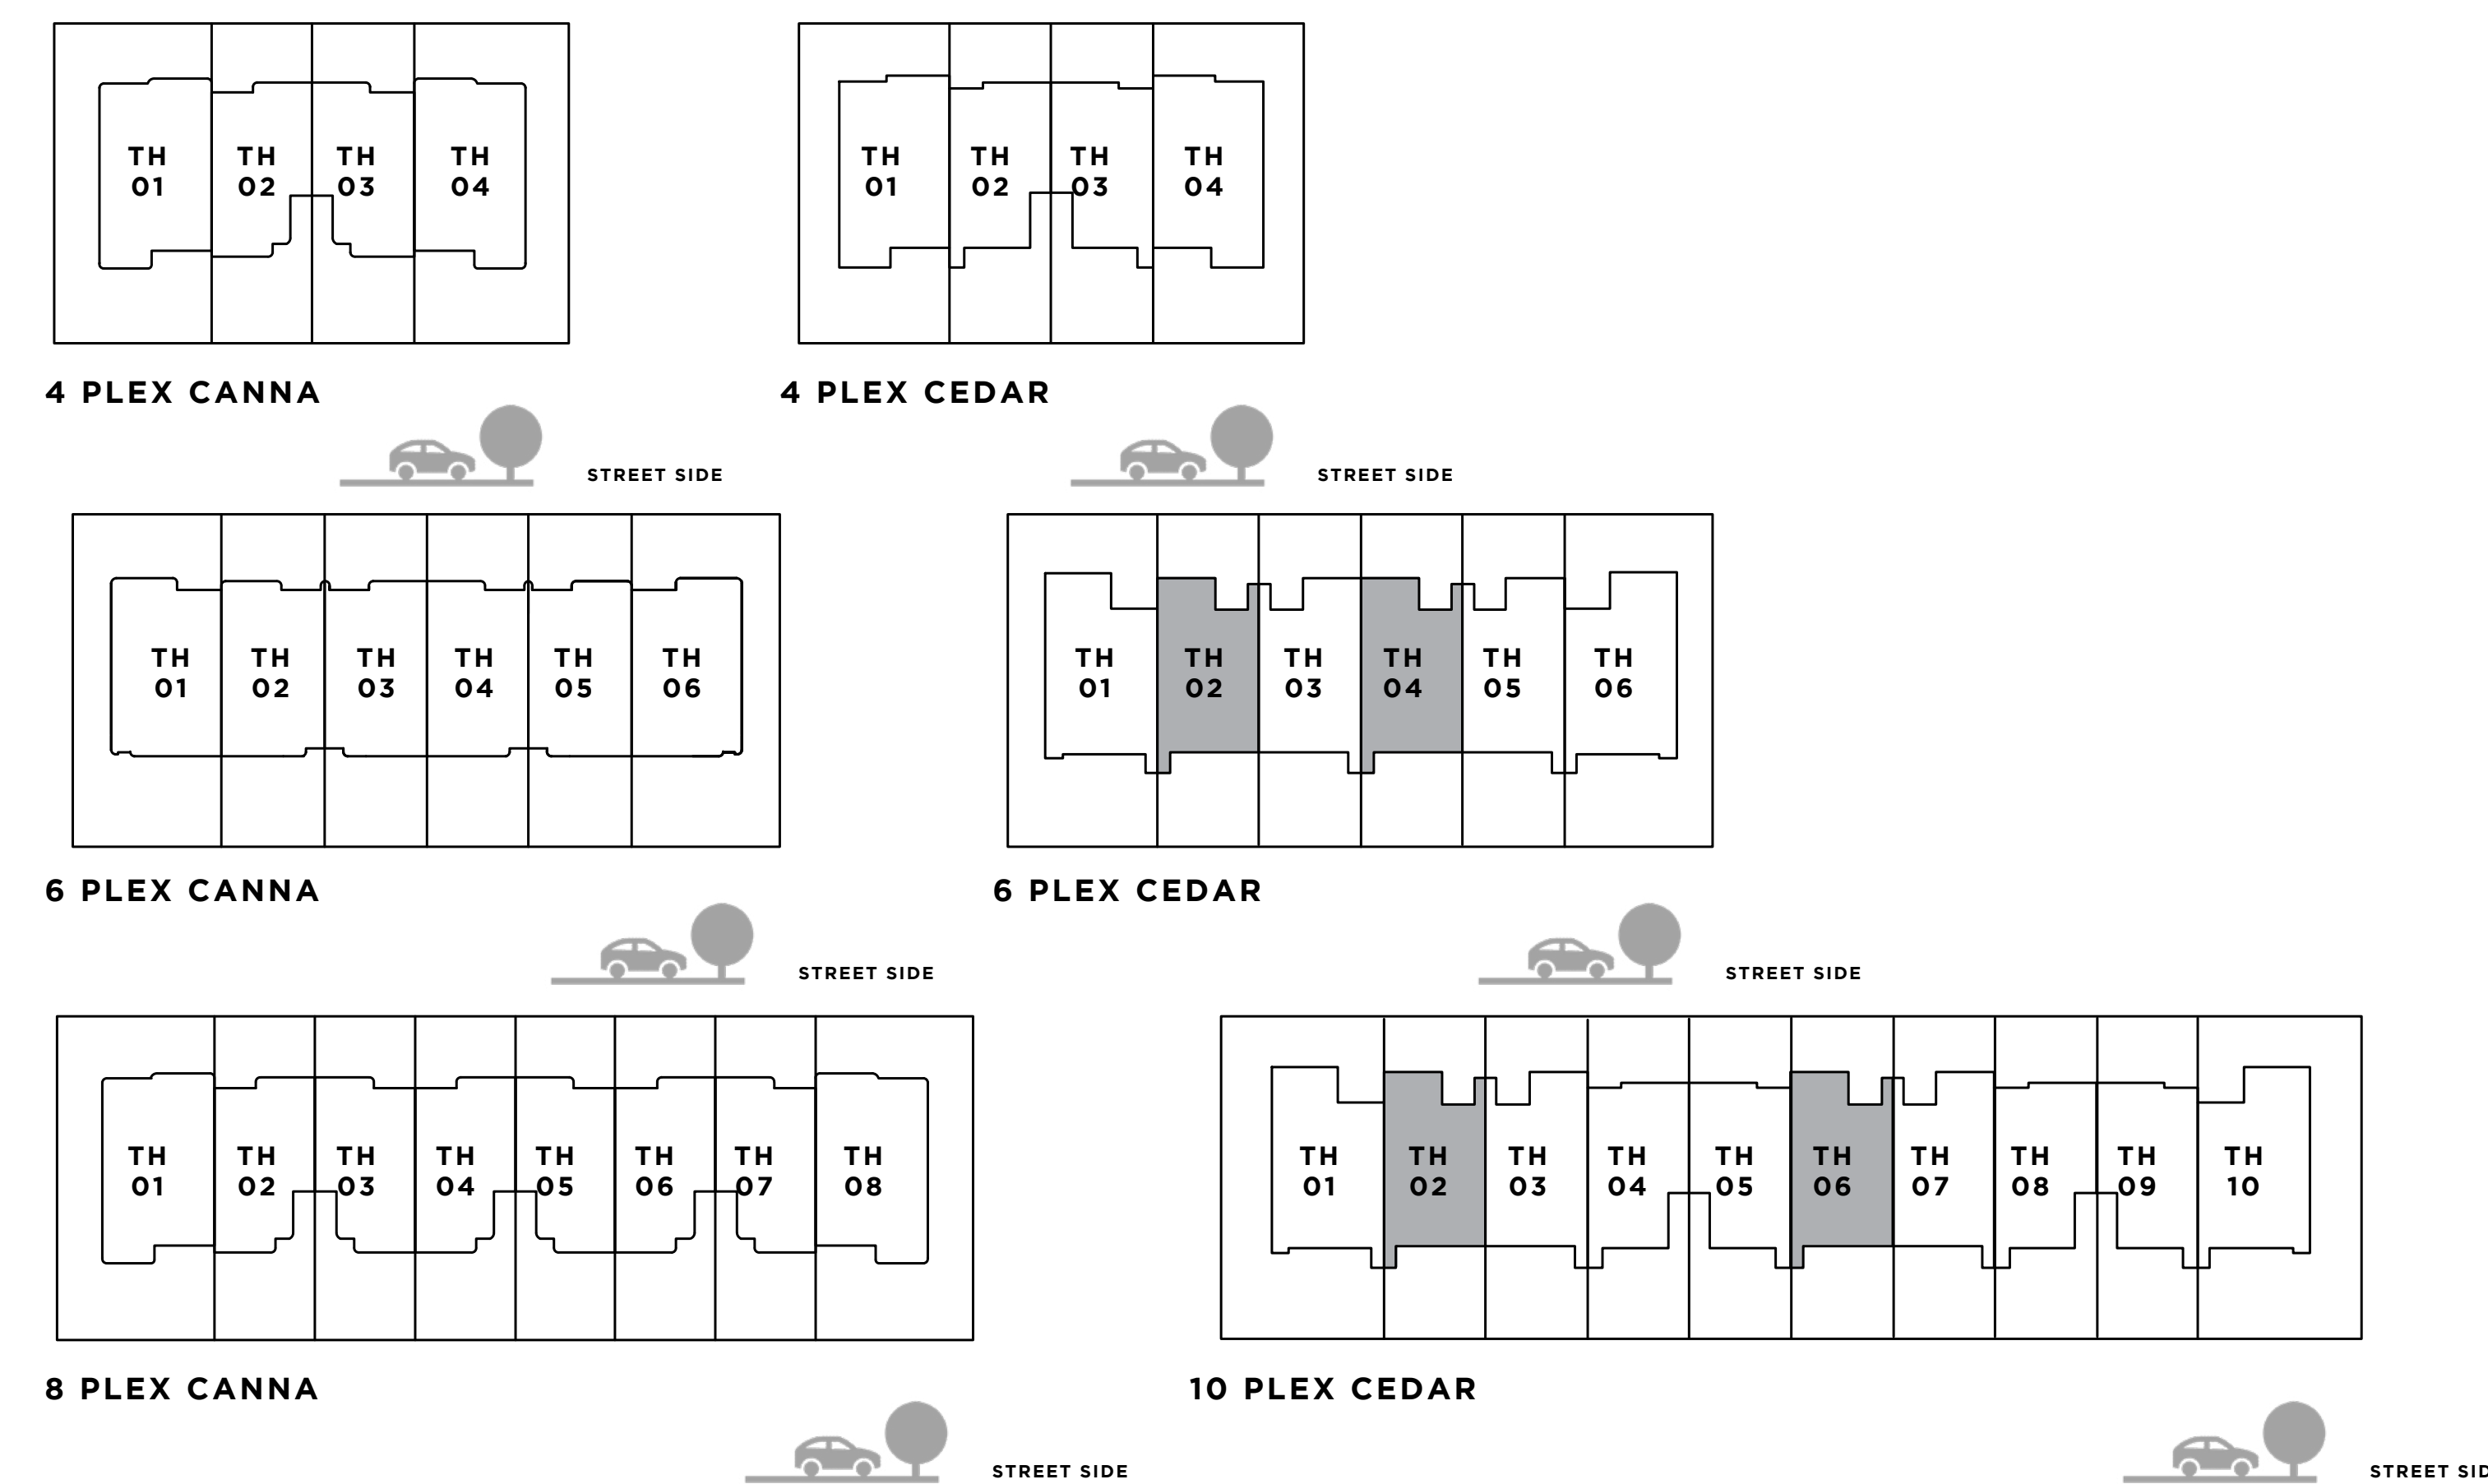 TH
01
TH
02
TH
03
TH
04
4 PLEX CANNA
STREET SIDE
TH
01
TH
02
TH
03
TH
04
4 PLEX CEDAR
STREET SIDE
TH
01
TH
02
TH
03
TH
04
TH
05
TH
06
6 PLEX CANNA
STREET SIDE
TH
01
TH
02
TH
03
TH
04
TH
05
TH
06
6 PLEX CEDAR
STREET SIDE
TH
01
TH
02
TH
03
TH
04
TH
05
TH
06
TH
07
TH
08
8 PLEX CANNA
STREET SIDE
TH
01
TH
02
TH
03
TH
04
TH
05
TH
06
TH
07
TH
08
TH
09
TH
10
10 PLEX CEDAR
STREET